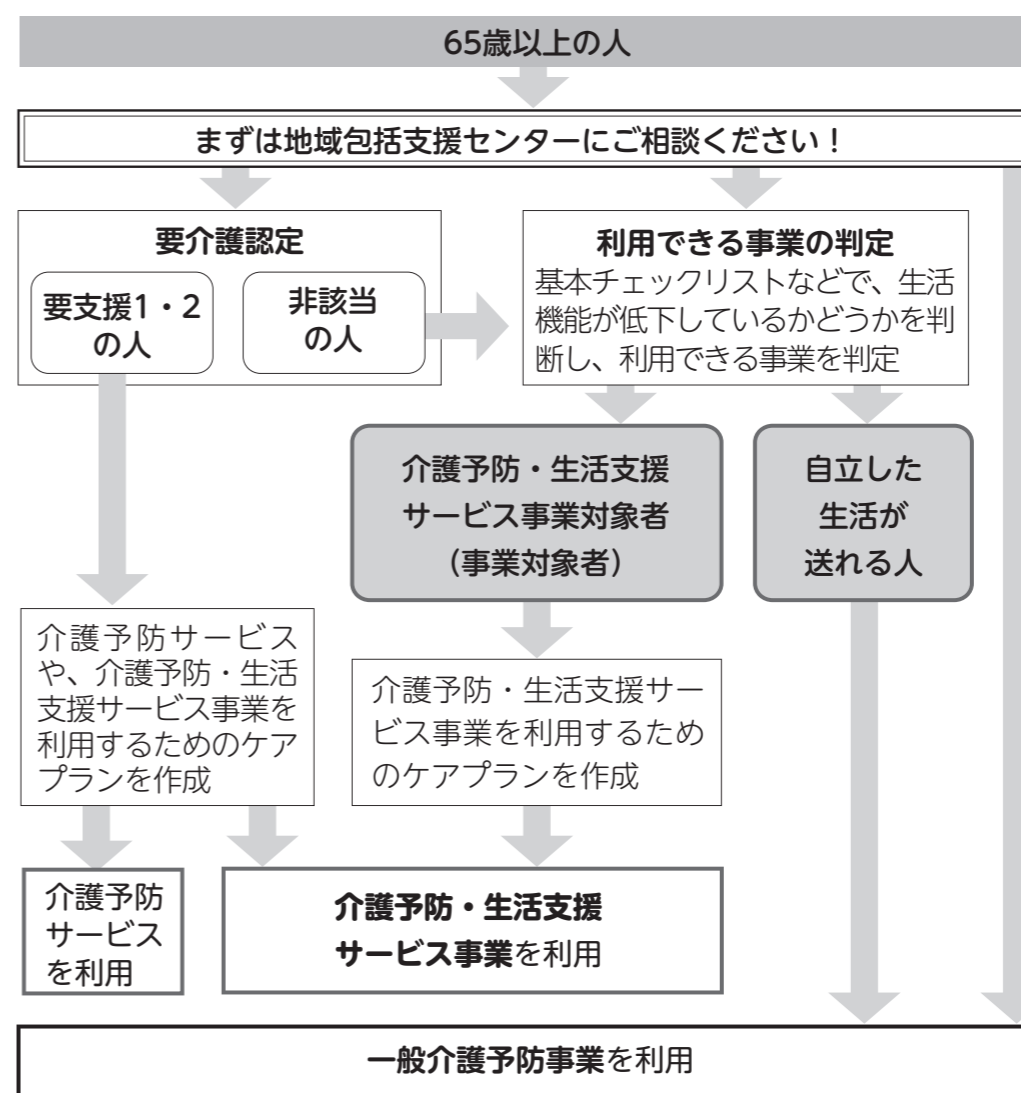 65歳以上の人
まずは地域包括支援センターにご相談ください！
要介護認定
要支援1・2
の人
非該当
の人
利用できる事業の判定
基本チェックリストなどで、生活
機能が低下しているかどうかを判
断し、利用できる事業を判定
介護予防・生活支援
サービス事業対象者
（事業対象者）
自立した
生活が
送れる人
介護予防サービス
や、介護予防・生活
支援サービス事業を
利用するためのケア
プランを作成
介護予防・生活支援サー
ビス事業を利用するため
のケアプランを作成
介護予防
サービス
を利用
介護予防・生活支援
サービス事業を利用
一般介護予防事業を利用